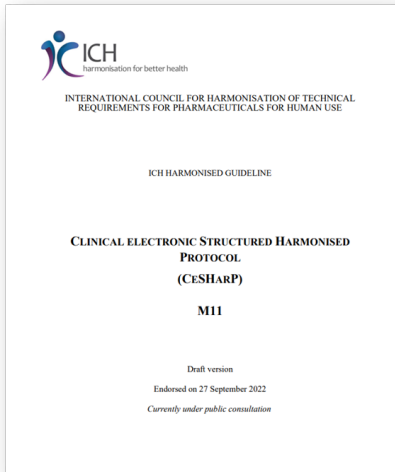 ICH
harmonisation for better health
INTERNATIONAL COUNCIL FOR HARMONISATION OF TECHNICAL
REQUIREMENTS FOR PHARMACEUTICALS FOR HUMAN USE
ICH HARMONISED GUIDELINE
CLINICAL ELECTRONIC STRUCTURED HARMONISED
PROTOCOL
(CESHARP)
M11
Draft version
Endorsed on 27 September 2022
Currently under public consultation